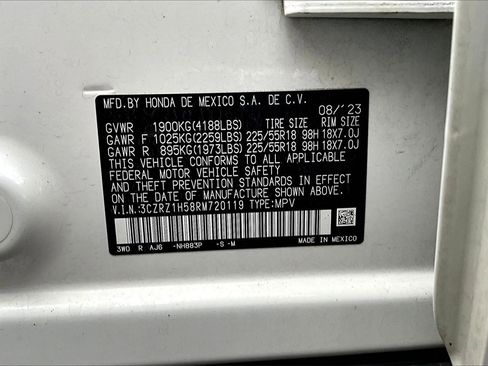 MFD.BY HONDA DE MEXICO S.A. DE C.V. 08/'23
TIRE SIZE RIM SIZE
GVWR 1900KG(4188LBS)
GAWR F 1025KG(2259LBS) 225/55R18 98H 18X7.0J
GAWR R 895KG(1973LBS) 225/55R18 98H 18X7.0J
THIS VEHICLE CONFORMS TO ALL APPLICABLE
FEDERAL MOTOR VEHICLE SAFETY
AND THEFT PREVENTION STANDARDS IN EFFECT
ON THE DATE OF MANUFACTURE SHOWN ABOVE.
V.I.N.:3CZRZ1H58RM720119 TYPE:MPV
3W0 R AJG -NH883P -S -M
MADE IN MEXICO